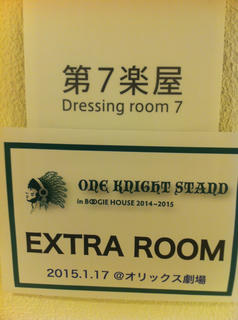 第7楽屋
Dressing room 7
ONE KNIGHT STAND
in BOOGIE HOUSE 2014~2015
EXTRA ROOM
2015.1.17 @オリックス劇場